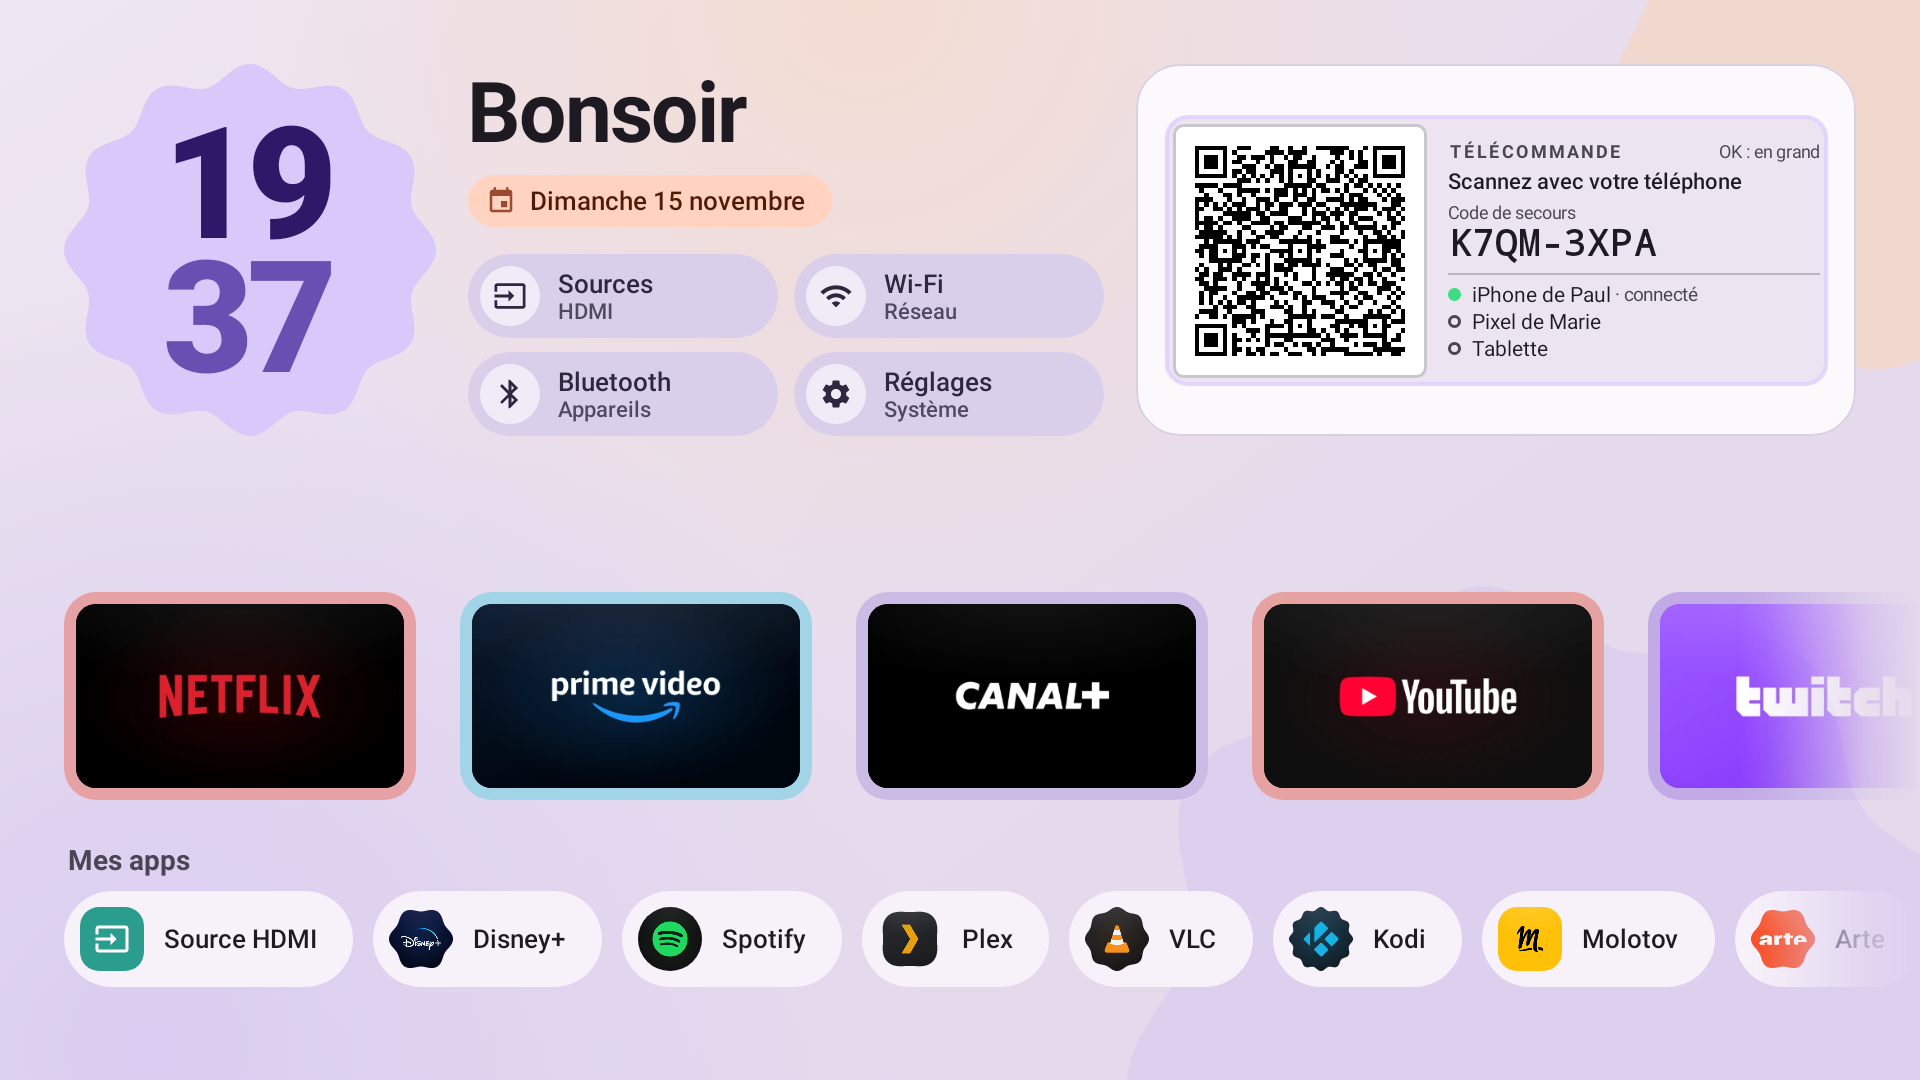 19
37
Bonsoir
Dimanche 15 novembre
Sources
HDMI
Wi-Fi
Réseau
Bluetooth
Appareils
Réglages
Système
TÉLÉCOMMANDE
OK : en grand
Scannez avec votre téléphone
Code de secours
K7QM-3XPA
iPhone de Paul · connecté
Pixel de Marie
Tablette
NETFLIX
prime video
CANAL+
YouTube
twitch
Mes apps
Source HDMI
Disney+
Disney+
Spotify
Plex
VLC
Kodi
M.
Molotov
arte
Arte